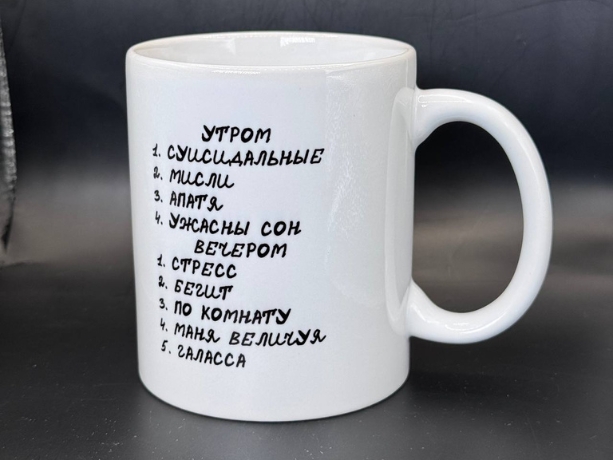 УТРОМ
1. СУИСИДАЛЬНЫЕ
2. МИСЛИ
3. АПАТЯ
4. УЖАСНЫ СОН
ВЕЧЕРОМ
1. СТРЕСС
2. БЕГИТ
3. ПО КОМНАТУ
4. МАНЯ ВЕЛИЧУЯ
5. ГАЛАССА